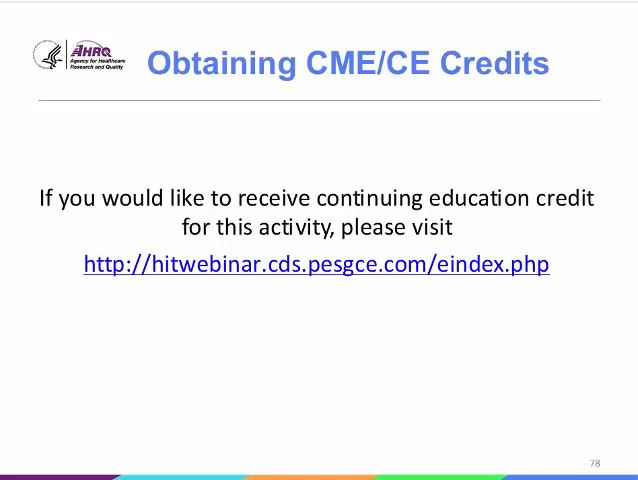 AHRQ
Agency for Healthcare
Research and Quality
Obtaining CME/CE Credits
If you would like to receive continuing education credit
for this activity, please visit
http://hitwebinar.cds.pesgce.com/eindex.php
78